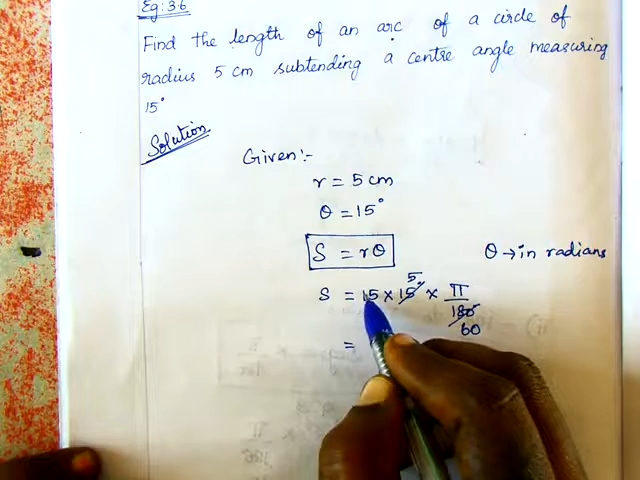 Eg: 3.6
Find the length of an arc of a circle of
radius 5 cm subtending a centre angle measuring
15°
Solution
Given:-
r = 5 cm
θ = 15°
S = rθ θ → in radians
5
S = 15 × 15° × π
180°
60
=